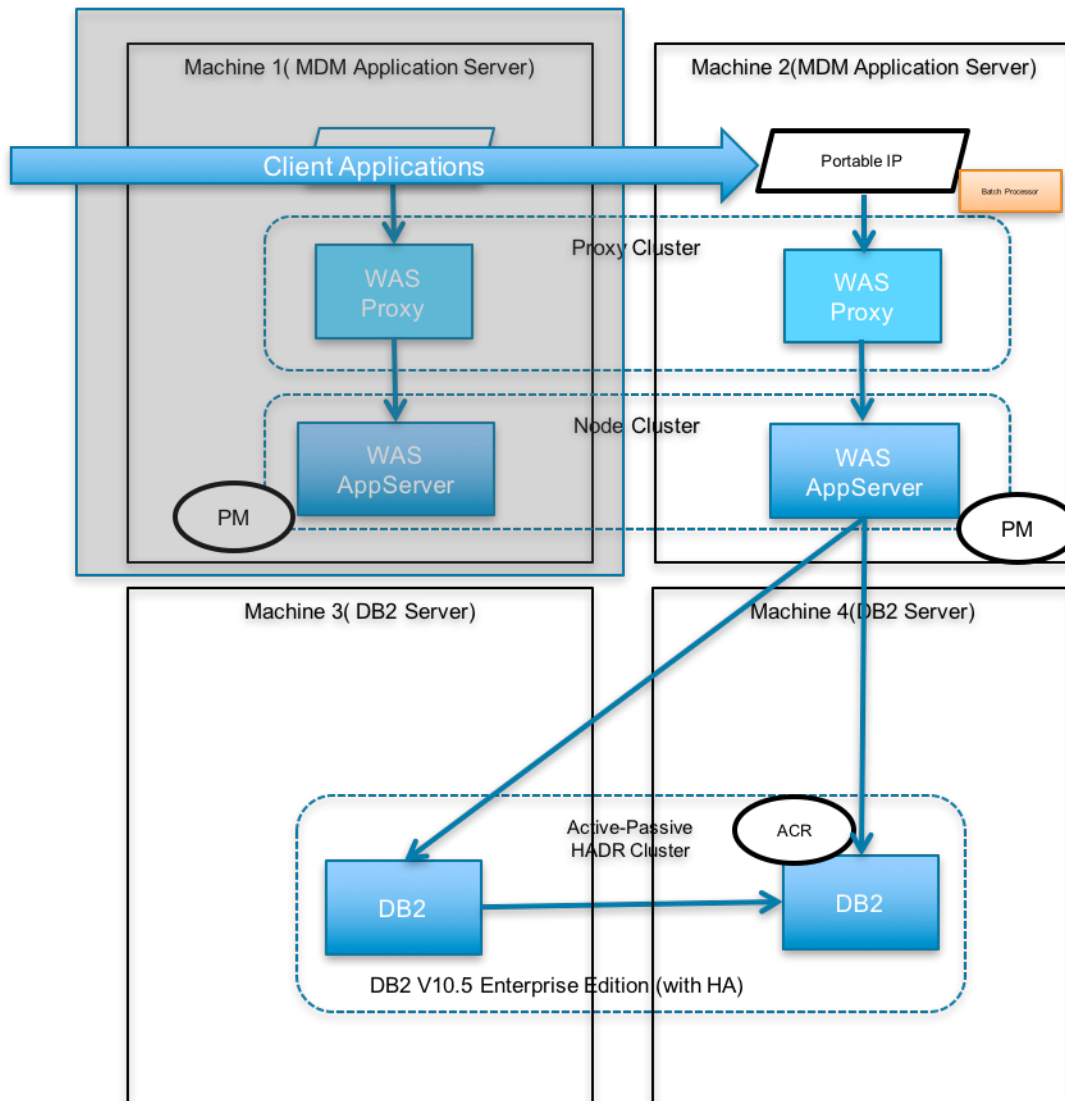 Machine 1( MDM Application Server)
Machine 2(MDM Application Server)
Client Applications
Portable IP
Batch Processor
Proxy Cluster
WAS
Proxy
WAS
Proxy
Node Cluster
WAS
AppServer
WAS
AppServer
PM
PM
Machine 3( DB2 Server)
Machine 4(DB2 Server)
Active-Passive
HADR Cluster
ACR
DB2
DB2
DB2 V10.5 Enterprise Edition (with HA)